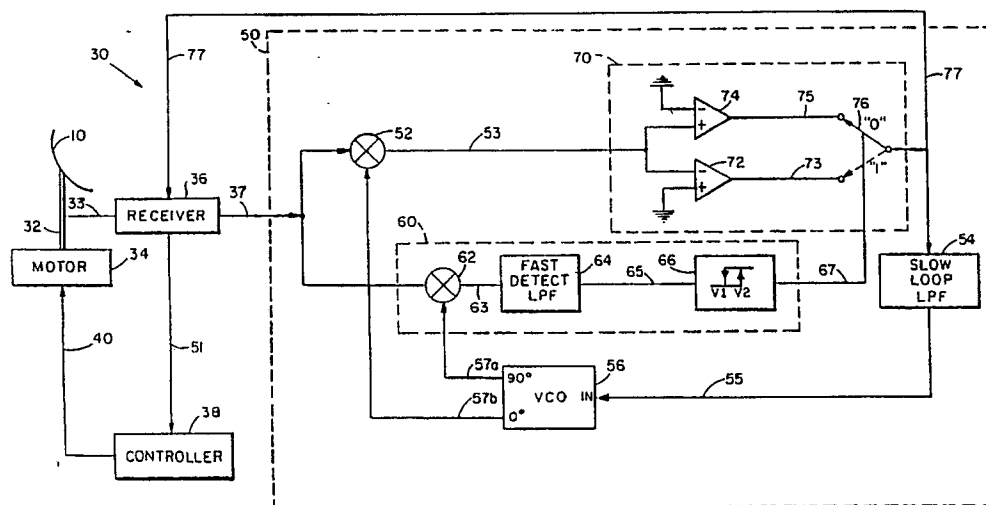 50
77
70
30
74
75
76
"0"
77
10
52
53
"1"
72
73
36
33
RECEIVER
37
32
60
54
62
FAST
DETECT
LPF
64
66
SLOW
LOOP
LPF
MOTOR
34
63
65
V1 V2
67
40
51
57a
56
90°
VCO
IN
57b
0°
55
38
CONTROLLER